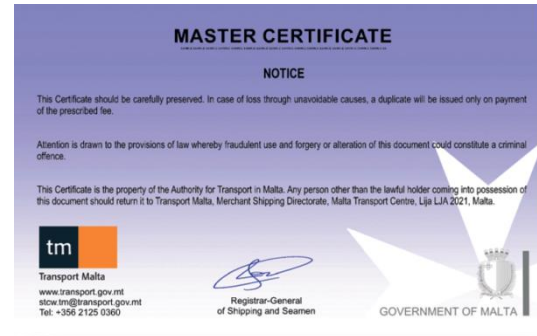 MASTER CERTIFICATE
NOTICE
This Certificate should be carefully preserved. In case of loss through unavoidable causes, a duplicate will be issued only on payment
of the prescribed fee.
Attention is drawn to the provisions of law whereby fraudulent use and forgery or alteration of this document could constitute a criminal
offence.
This Certificate is the property of the Authority for Transport in Malta. Any person other than the lawful holder coming into possession of
this document should return it to Transport Malta, Merchant Shipping Directorate, Malta Transport Centre, Lija LJA 2021, Malta.
tm
Transport Malta
www.transport.gov.mt
stcw.tm@transport.gov.mt
Tel: +356 2125 0360
Registrar-General
of Shipping and Seamen
GOVERNMENT OF MALTA